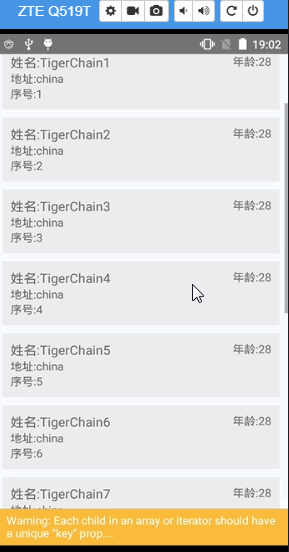 ZTE Q519T
19:02
姓名:TigerChain1 年龄:28
地址:china
序号:1
姓名:TigerChain2 年龄:28
地址:china
序号:2
姓名:TigerChain3 年龄:28
地址:china
序号:3
姓名:TigerChain4 年龄:28
地址:china
序号:4
姓名:TigerChain5 年龄:28
地址:china
序号:5
姓名:TigerChain6 年龄:28
地址:china
序号:6
姓名:TigerChain7 年龄:28
Warning: Each child in an array or iterator should have
a unique "key" prop....